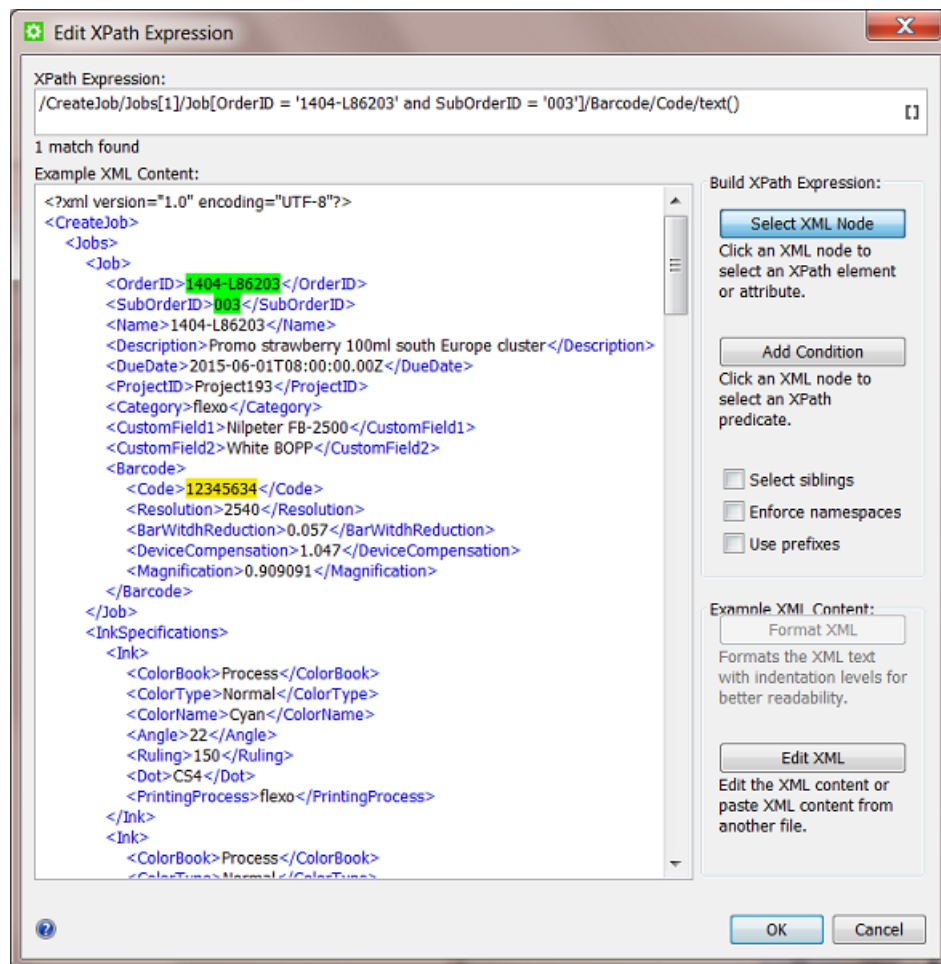 Edit XPath Expression
XPath Expression:
/CreateJob/Jobs[1]/Job[OrderID = '1404-L86203' and SubOrderID = '003']/Barcode/Code/text()
[]
1 match found
Example XML Content:
<?xml version="1.0" encoding="UTF-8"?>
<CreateJob>
<Jobs>
<Job>
<OrderID>1404-L86203</OrderID>
<SubOrderID>003</SubOrderID>
<Name>1404-L86203</Name>
<Description>Promo strawberry 100ml south Europe cluster</Description>
<DueDate>2015-06-01T08:00:00.00Z</DueDate>
<ProjectID>Project193</ProjectID>
<Category>flexo</Category>
<CustomField1>Nilpeter FB-2500</CustomField1>
<CustomField2>White BOPP</CustomField2>
<Barcode>
<Code>12345634</Code>
<Resolution>2540</Resolution>
<BarWitdhReduction>0.057</BarWitdhReduction>
<DeviceCompensation>1.047</DeviceCompensation>
<Magnification>0.909091</Magnification>
</Barcode>
</Job>
<InkSpecifications>
<Ink>
<ColorBook>Process</ColorBook>
<ColorType>Normal</ColorType>
<ColorName>Cyan</ColorName>
<Angle>22</Angle>
<Ruling>150</Ruling>
<Dot>CS4</Dot>
<PrintingProcess>flexo</PrintingProcess>
</Ink>
<Ink>
<ColorBook>Process</ColorBook>
<ColorType>Normal</ColorType>
Build XPath Expression:
Select XML Node
Click an XML node to
select an XPath element
or attribute.
Add Condition
Click an XML node to
select an XPath
predicate.
Select siblings
Enforce namespaces
Use prefixes
Example XML Content:
Format XML
Formats the XML text
with indentation levels for
better readability.
Edit XML
Edit the XML content or
paste XML content from
another file.
?
OK
Cancel